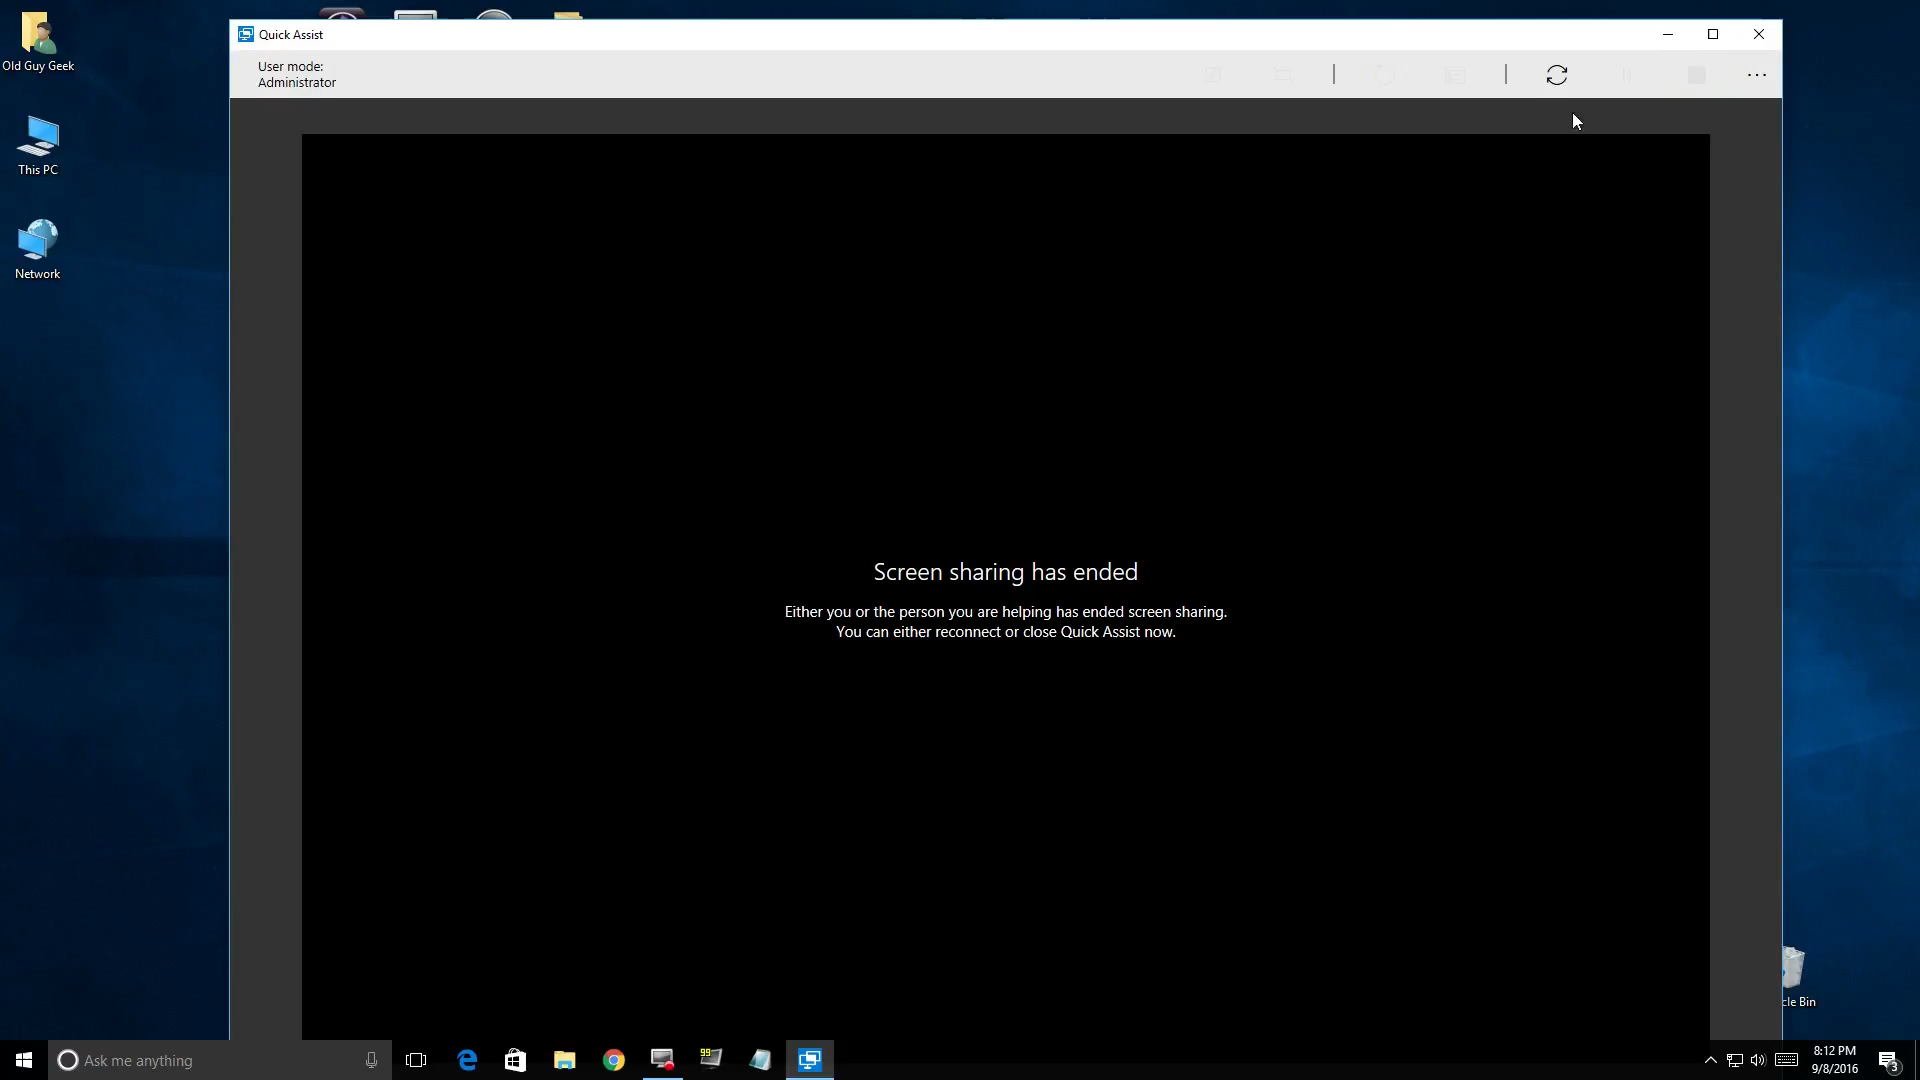 Old Guy Geek
This PC
Network
Quick Assist
User mode:
Administrator
Screen sharing has ended
Either you or the person you are helping has ended screen sharing.
You can either reconnect or close Quick Assist now.
cle Bin
Ask me anything
99
8:12 PM
9/8/2016
3